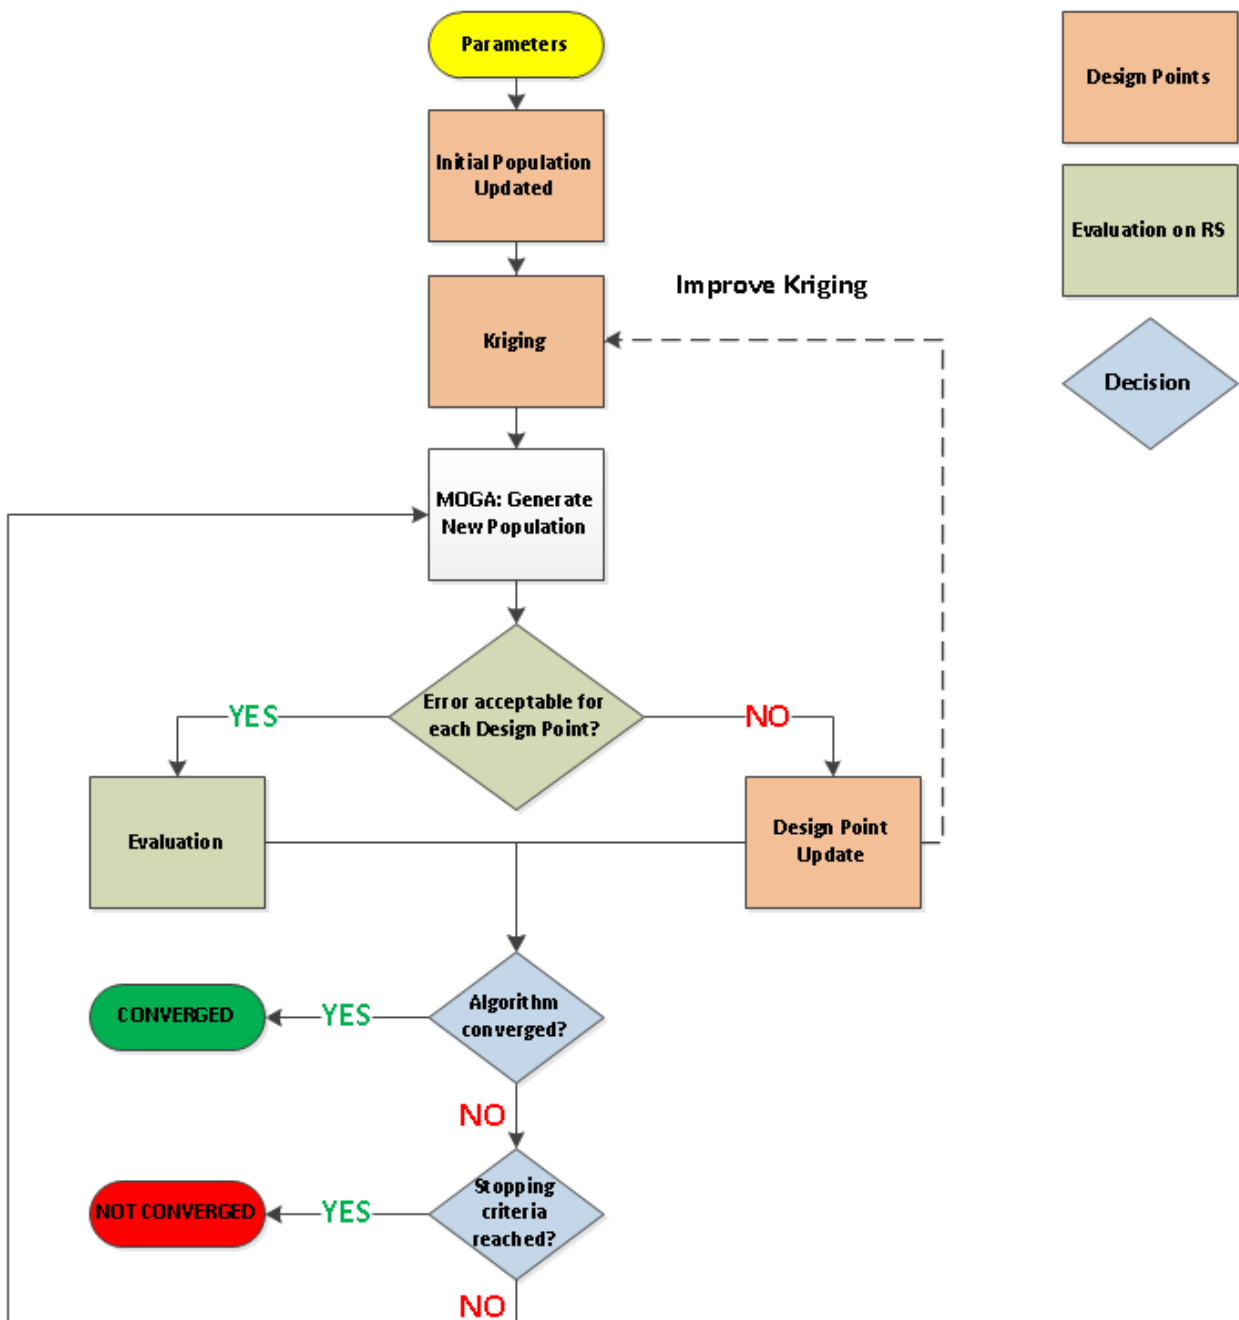 Parameters
Design Points
Initial Population
Updated
Evaluation on RS
Improve Kriging
Kriging
Decision
MOGA: Generate
New Population
Error acceptable for
each Design Point?
YES
NO
Evaluation
Design Point
Update
Algorithm
converged?
YES
CONVERGED
NO
Stopping
criteria
reached?
YES
NOT CONVERGED
NO